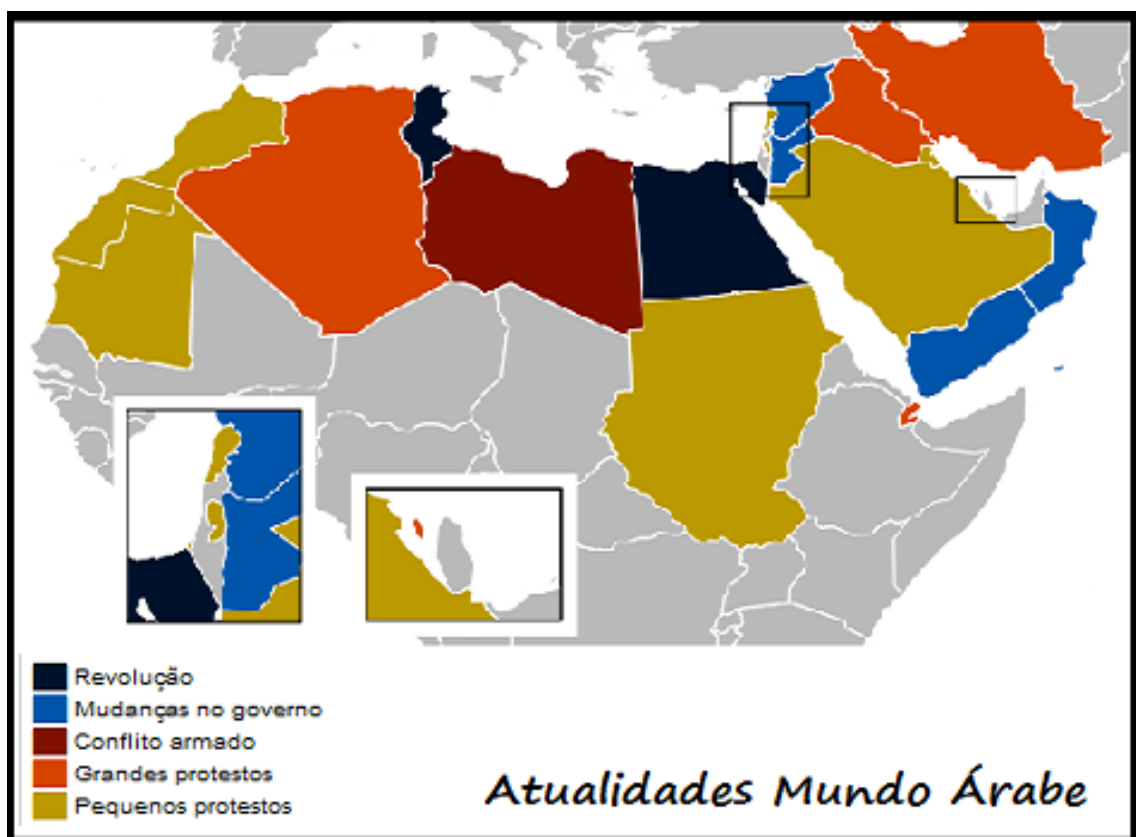 Revolução
Mudanças no governo
Conflito armado
Grandes protestos
Pequenos protestos
Atualidades Mundo Árabe